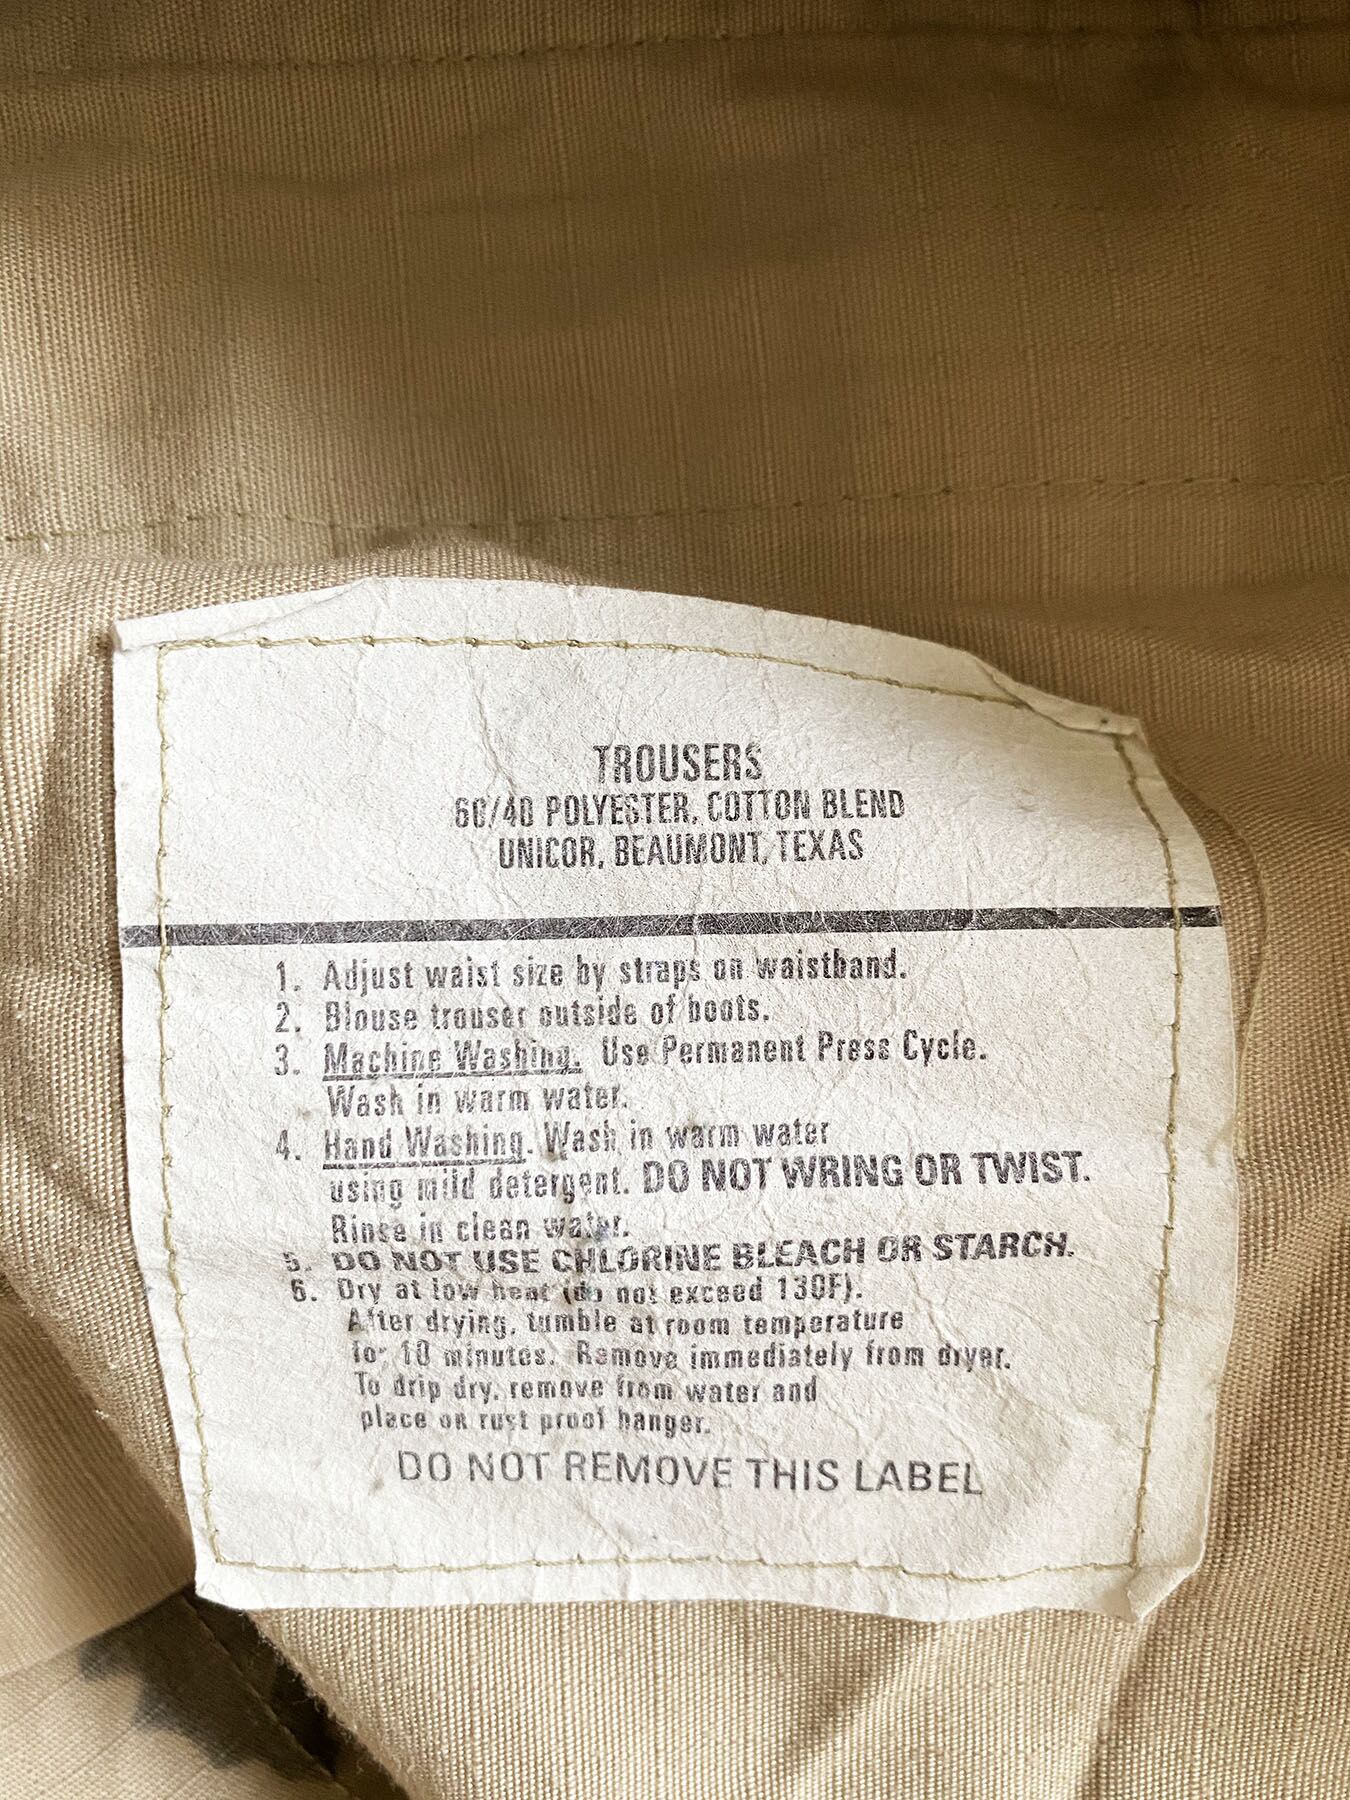 TROUSERS
60/40 POLYESTER, COTTON BLEND
UNICOR, BEAUMONT, TEXAS
1. Adjust waist size by straps on waistband.
2. Blouse trouser outside of boots.
3. Machine Washing. Use Permanent Press Cycle.
Wash in warm water.
4. Hand Washing. Wash in warm water
using mild detergent. DO NOT WRING OR TWIST.
Rinse in clean water.
5. DO NOT USE CHLORINE BLEACH OR STARCH.
6. Dry at low heat (do not exceed 130F).
After drying, tumble at room temperature
for 10 minutes. Remove immediately from dryer.
To drip dry, remove from water and
place on rust proof hanger.
DO NOT REMOVE THIS LABEL